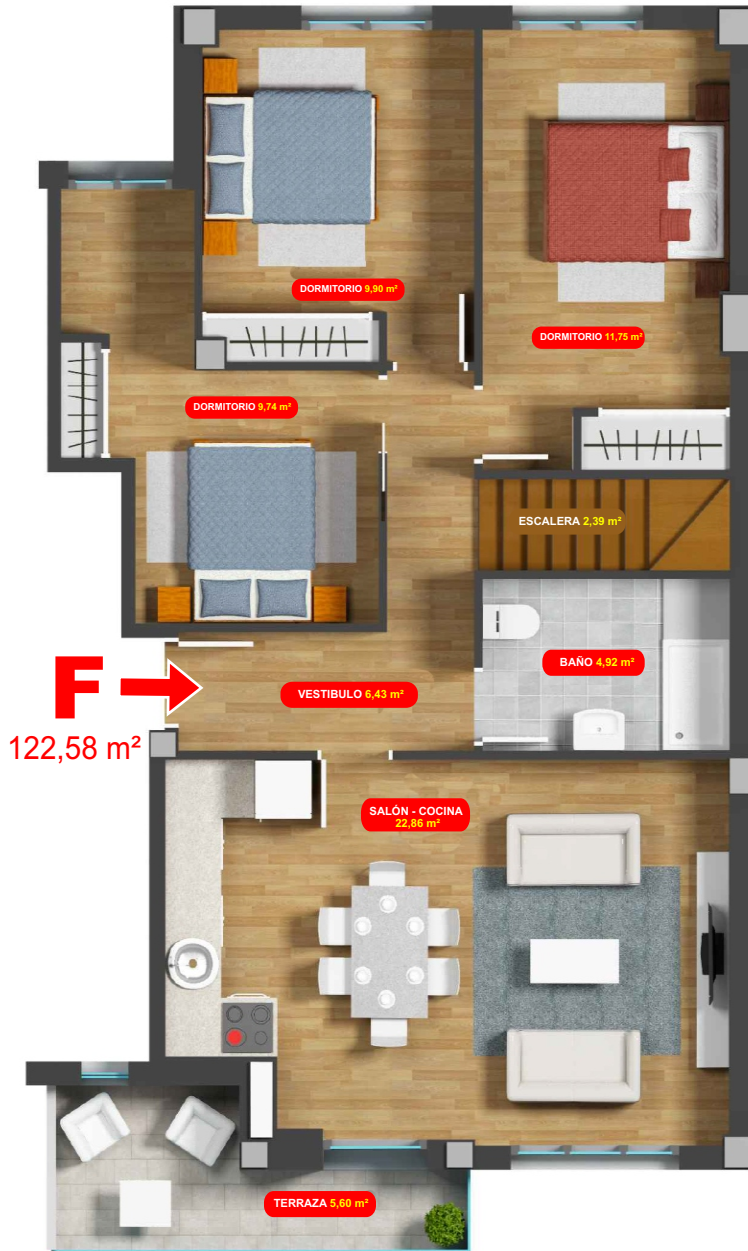 DORMITORIO 9,90 m²
DORMITORIO 11,75 m²
DORMITORIO 9,74 m²
ESCALERA 2,39 m²
BAÑO 4,92 m²
F
VESTIBULO 6,43 m²
122,58 m²
SALÓN - COCINA
22,86 m²
TERRAZA 5,60 m²